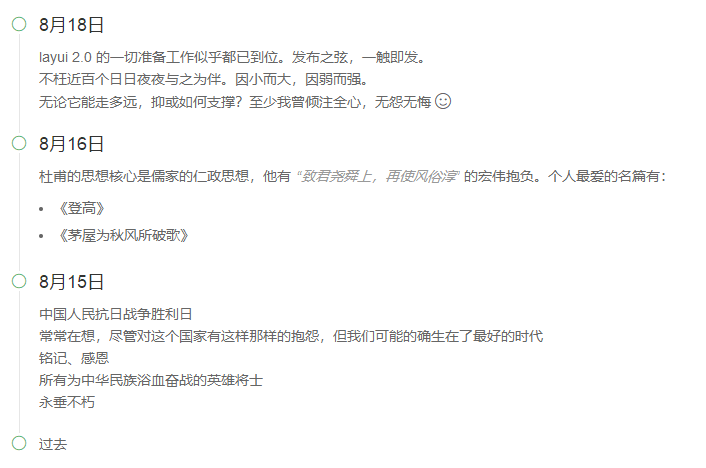 8月18日
layui 2.0 的一切准备工作似乎都已到位。发布之弦，一触即发。
不枉近百个日日夜夜与之为伴。因小而大，因弱而强。
无论它能走多远，抑或如何支撑？至少我曾倾注全心，无怨无悔
8月16日
杜甫的思想核心是儒家的仁政思想，他有 “致君尧舜上，再使风俗淳” 的宏伟抱负。个人最爱的名篇有：
• 《登高》
• 《茅屋为秋风所破歌》
8月15日
中国人民抗日战争胜利日
常常在想，尽管对这个国家有这样那样的抱怨，但我们可能的确生在了最好的时代
铭记、感恩
所有为中华民族浴血奋战的英雄将士
永垂不朽
过去